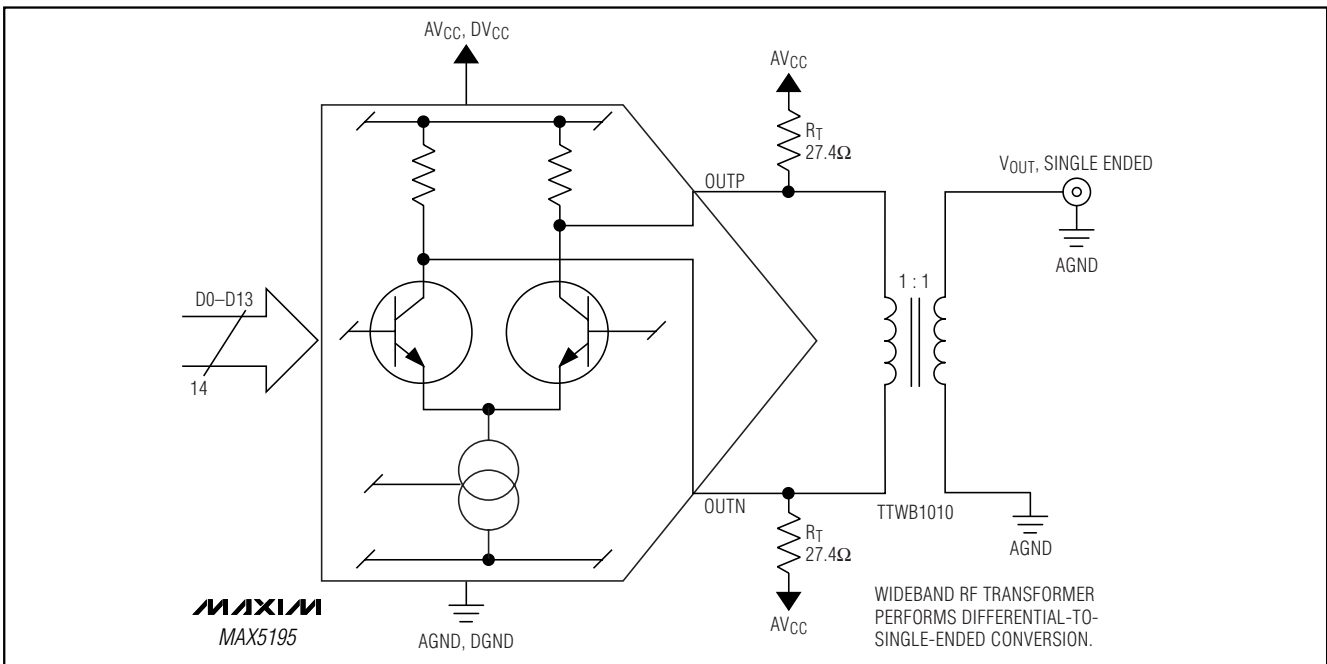 AVCC, DVCC
AVCC
RT
27.4Ω
OUTP
VOUT, SINGLE ENDED
AGND
1 : 1
D0–D13
14
OUTN
TTWB1010
AGND
RT
27.4Ω
AVCC
WIDEBAND RF TRANSFORMER
PERFORMS DIFFERENTIAL-TO-
SINGLE-ENDED CONVERSION.
MAXIM
MAX5195
AGND, DGND